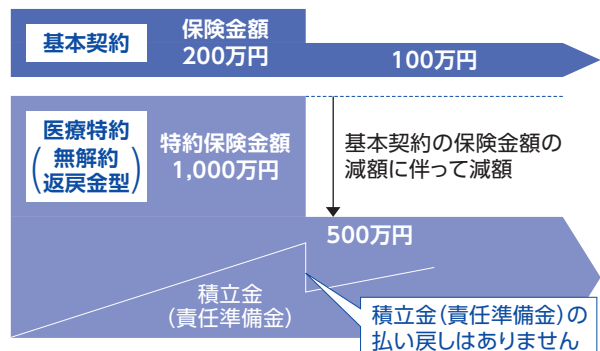 基本契約
保険金額
200万円
100万円
医療特約
(無解約
返戻金型)
特約保険金額
1,000万円
基本契約の保険金額の
減額に伴って減額
500万円
積立金
(責任準備金)
積立金(責任準備金)の
払い戻しはありません